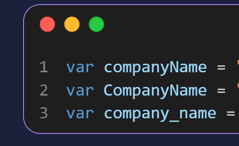 1 var companyName = "
2 var CompanyName = "
3 var company_name =